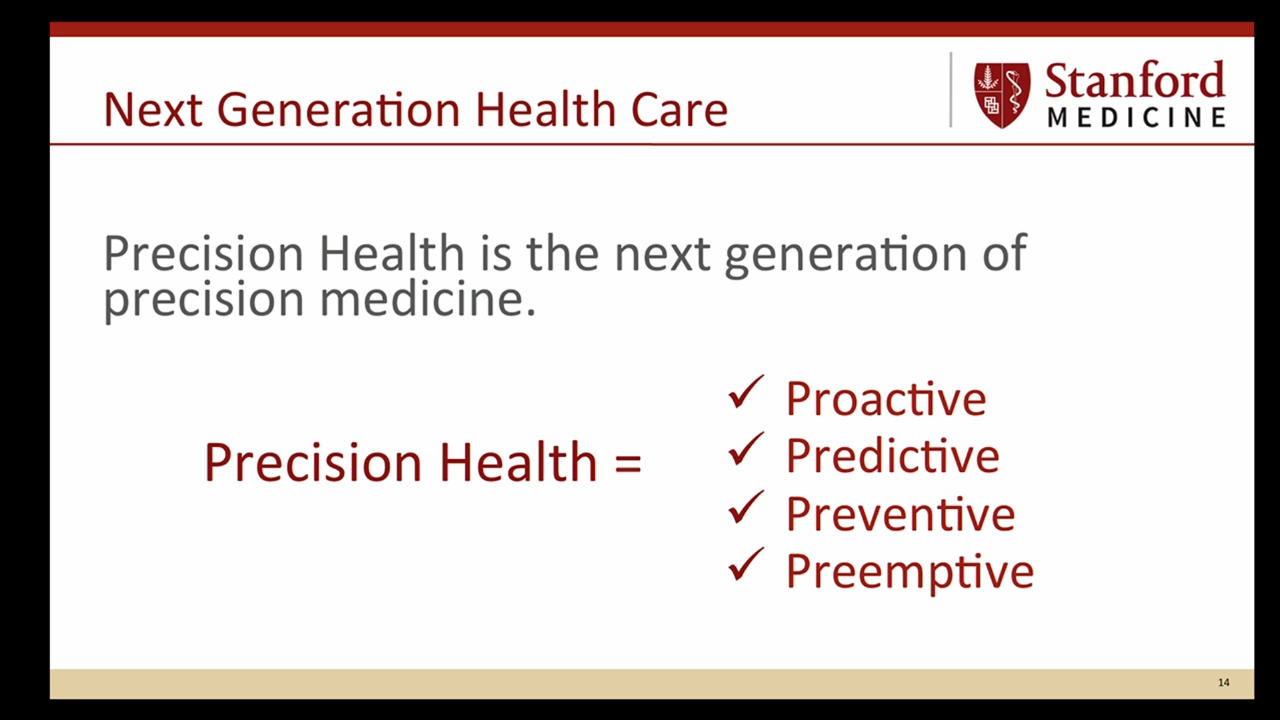 Next Generation Health Care
Stanford
MEDICINE
Precision Health is the next generation of
precision medicine.
Precision Health =
✓ Proactive
✓ Predictive
✓ Preventive
✓ Preemptive
14